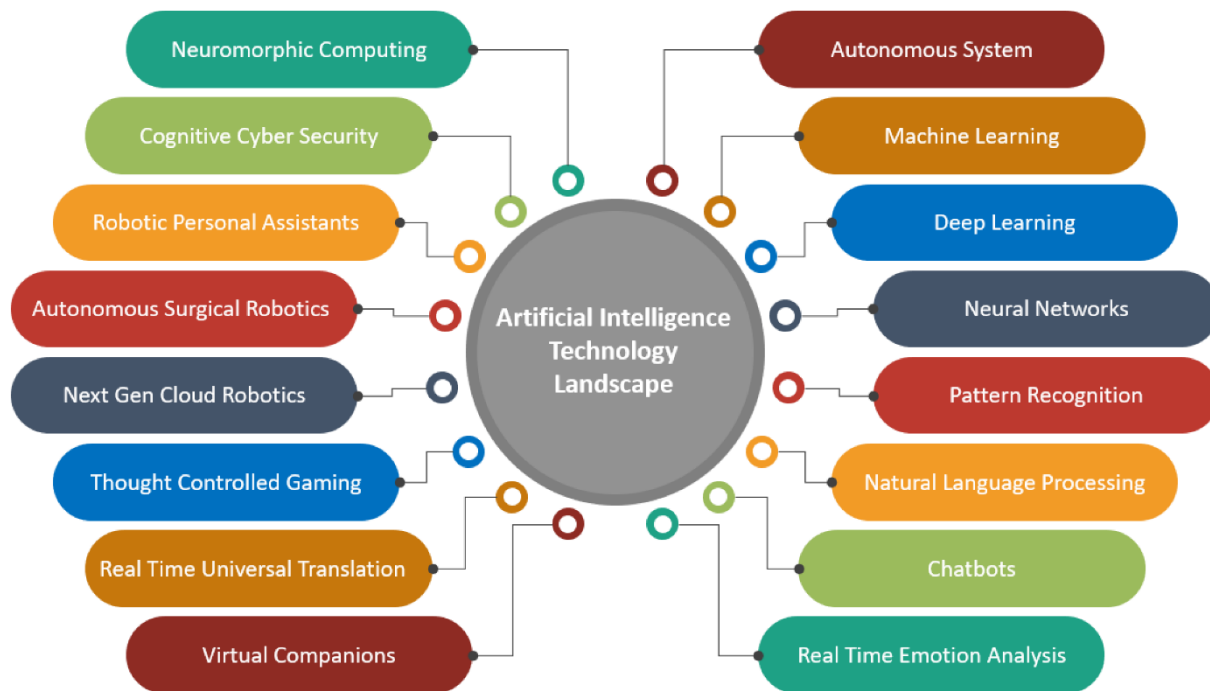 Neuromorphic Computing
Cognitive Cyber Security
Robotic Personal Assistants
Autonomous Surgical Robotics
Next Gen Cloud Robotics
Thought Controlled Gaming
Real Time Universal Translation
Virtual Companions
Artificial Intelligence
Technology
Landscape
Autonomous System
Machine Learning
Deep Learning
Neural Networks
Pattern Recognition
Natural Language Processing
Chatbots
Real Time Emotion Analysis